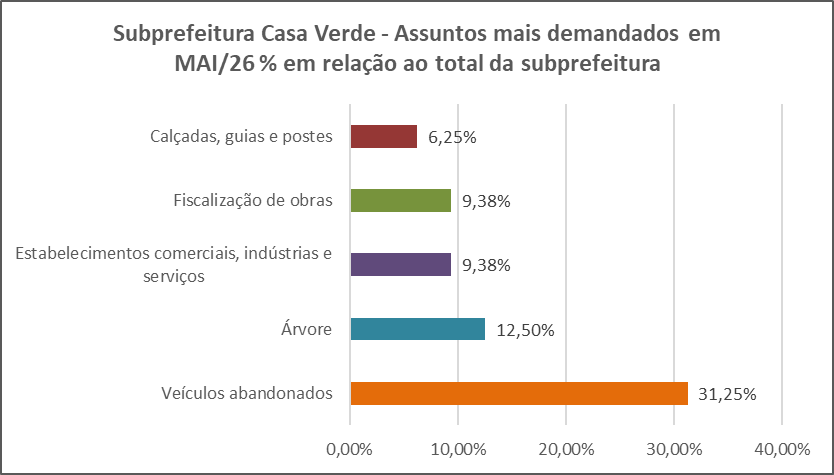 Subprefeitura Casa Verde - Assuntos mais demandados em
MAI/26 % em relação ao total da subprefeitura
Calçadas, guias e postes
6,25%
Fiscalização de obras
9,38%
Estabelecimentos comerciais, indústrias e
serviços
9,38%
Árvore
12,50%
Veículos abandonados
31,25%
0,00%
10,00%
20,00%
30,00%
40,00%